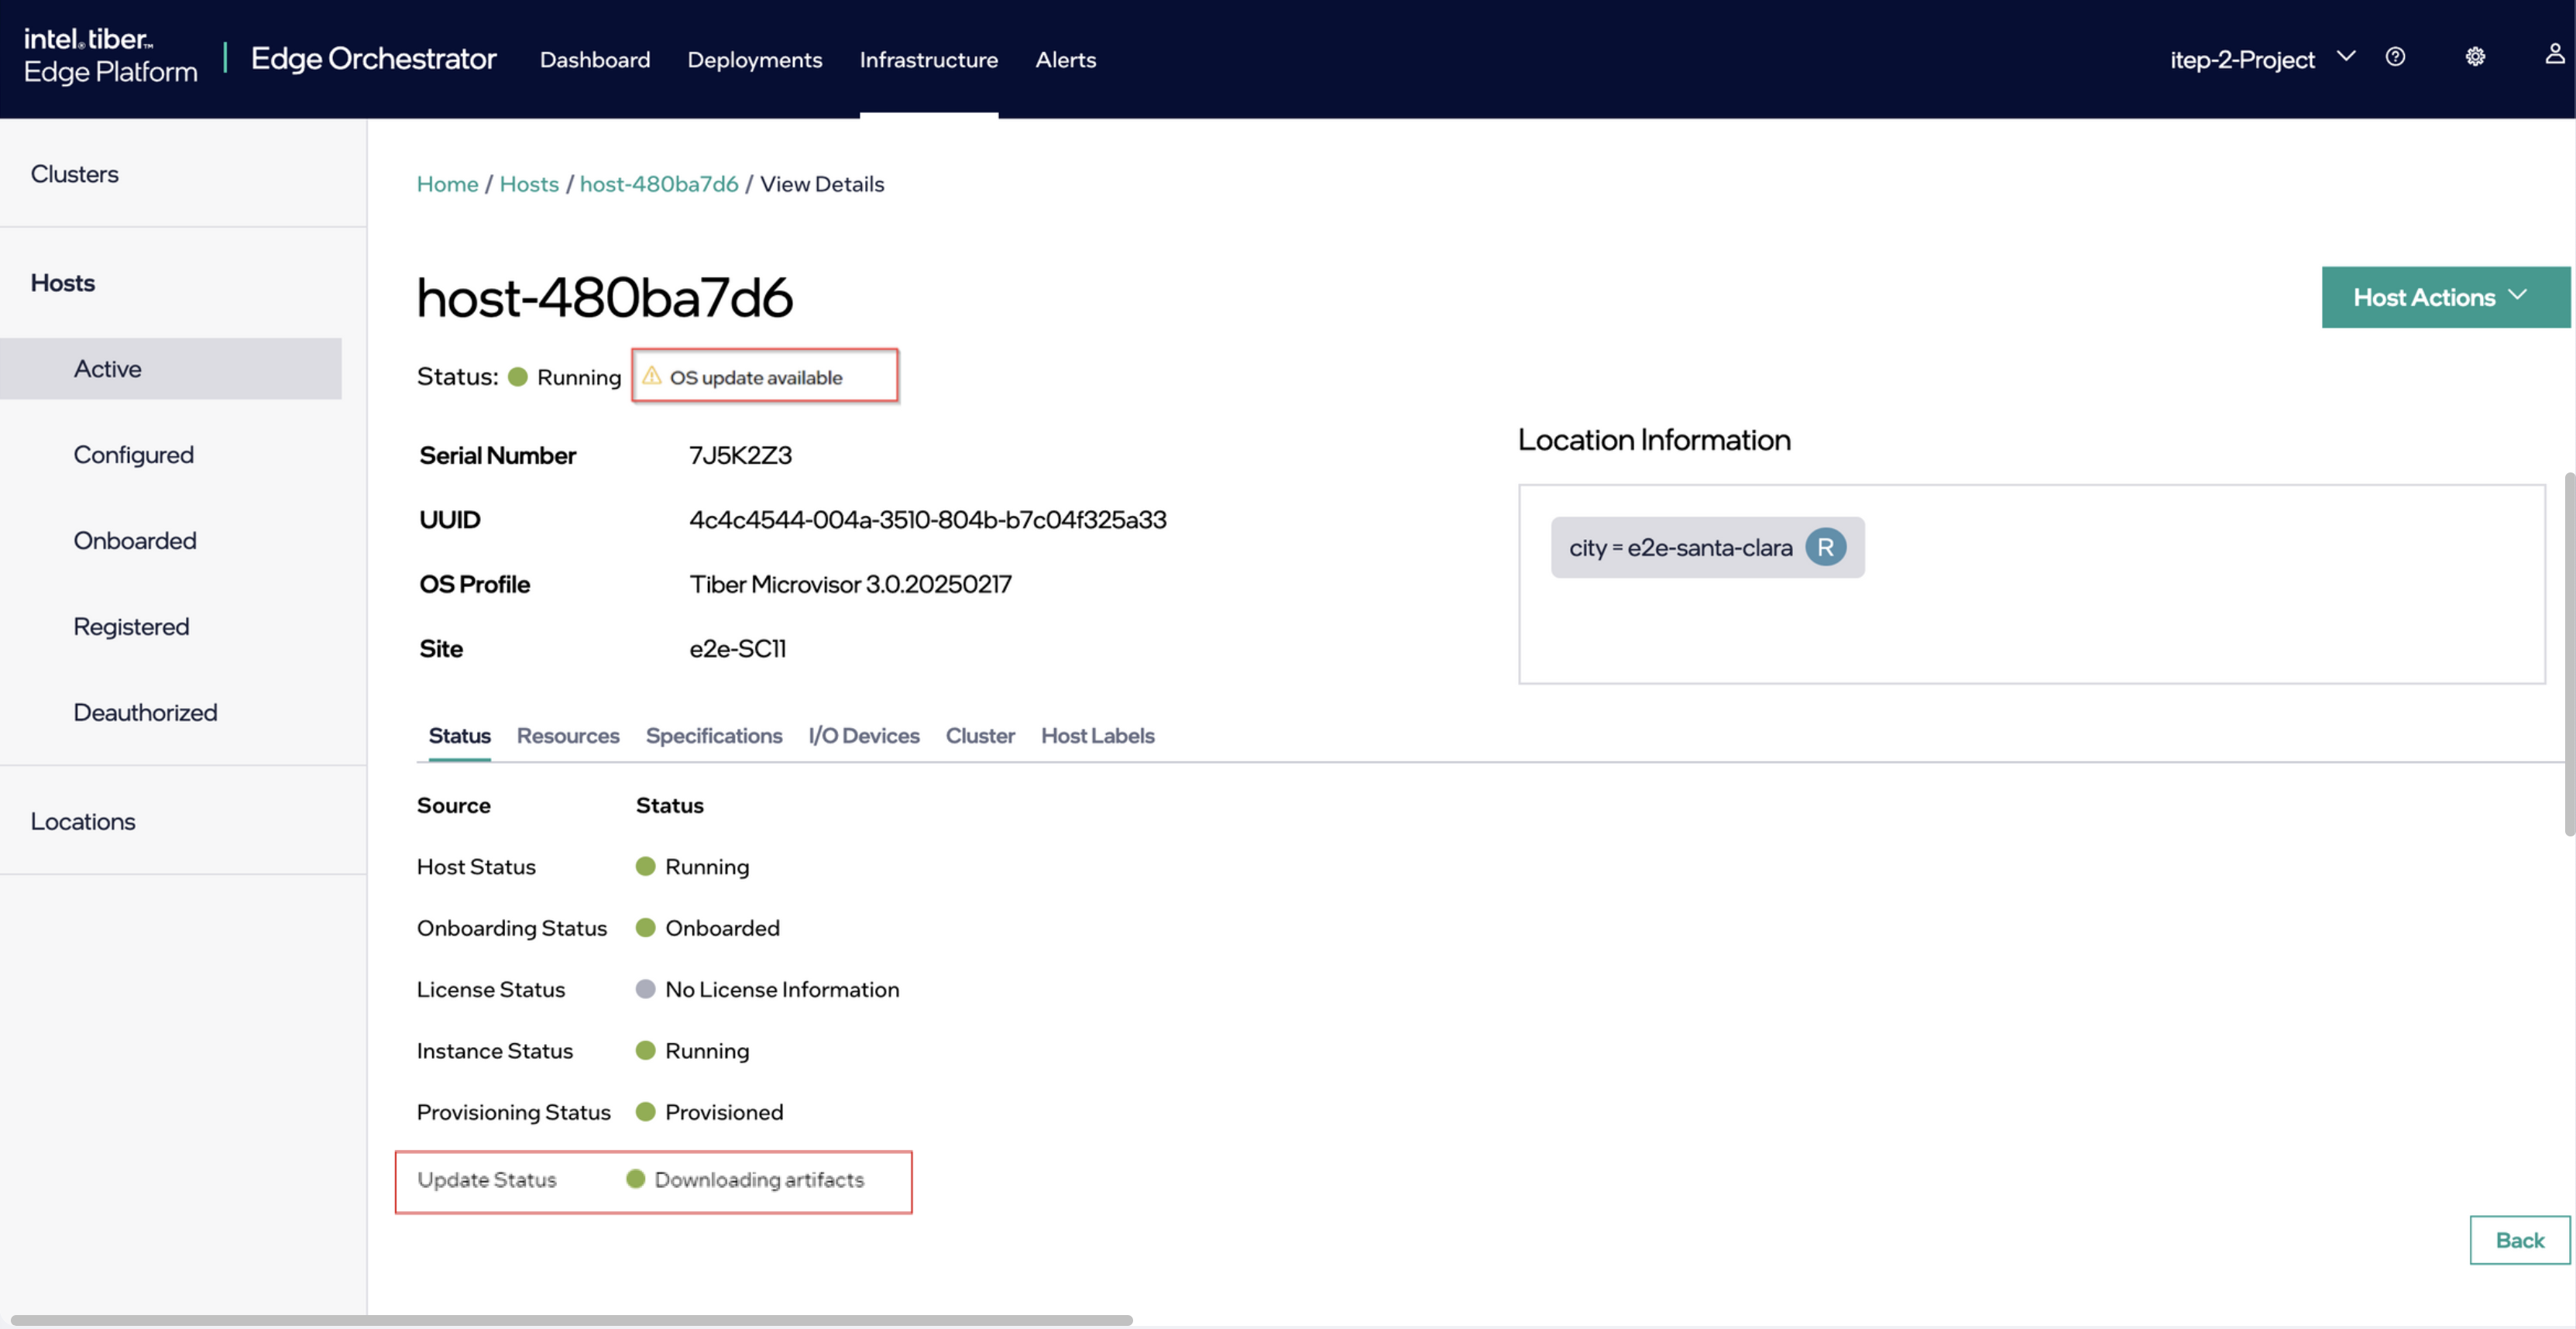 intel. tiber™
Edge Platform
Edge Orchestrator
Dashboard
Deployments
Infrastructure
Alerts
itep-2-Project
Clusters
Hosts
Active
Configured
Onboarded
Registered
Deauthorized
Locations
Home / Hosts / host-480ba7d6 / View Details
host-480ba7d6
Host Actions
Status: Running OS update available
Serial Number 7J5K2Z3
UUID 4c4c4544-004a-3510-804b-b7c04f325a33
OS Profile Tiber Microvisor 3.0.20250217
Site e2e-SC11
Location Information
city = e2e-santa-clara R
Status Resources Specifications I/O Devices Cluster Host Labels
Source Status
Host Status Running
Onboarding Status Onboarded
License Status No License Information
Instance Status Running
Provisioning Status Provisioned
Update Status Downloading artifacts
Back